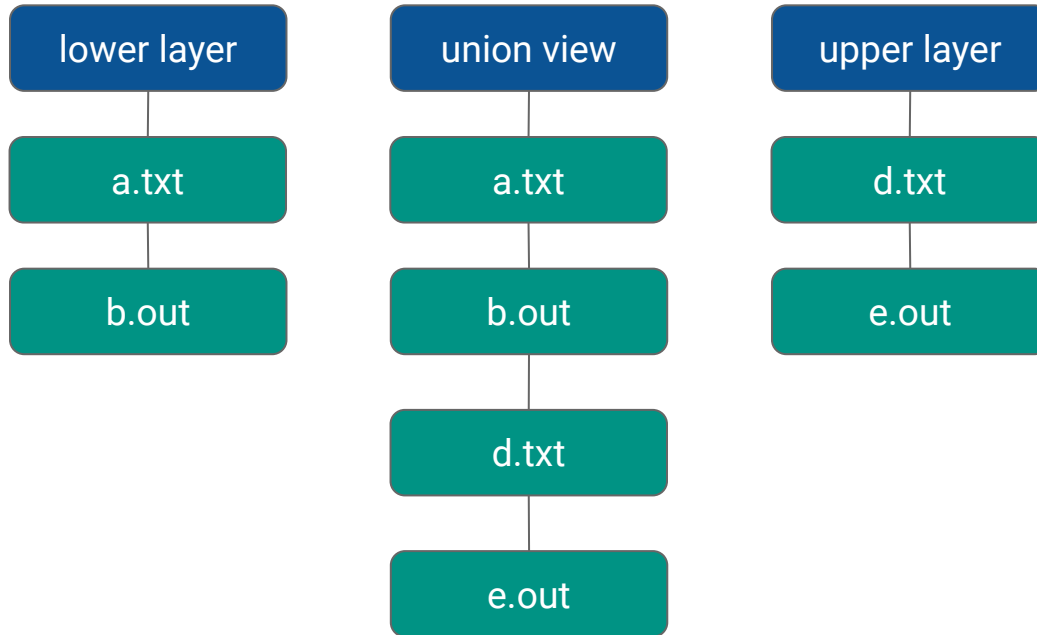 lower layer
a.txt
b.out
union view
a.txt
b.out
d.txt
e.out
upper layer
d.txt
e.out